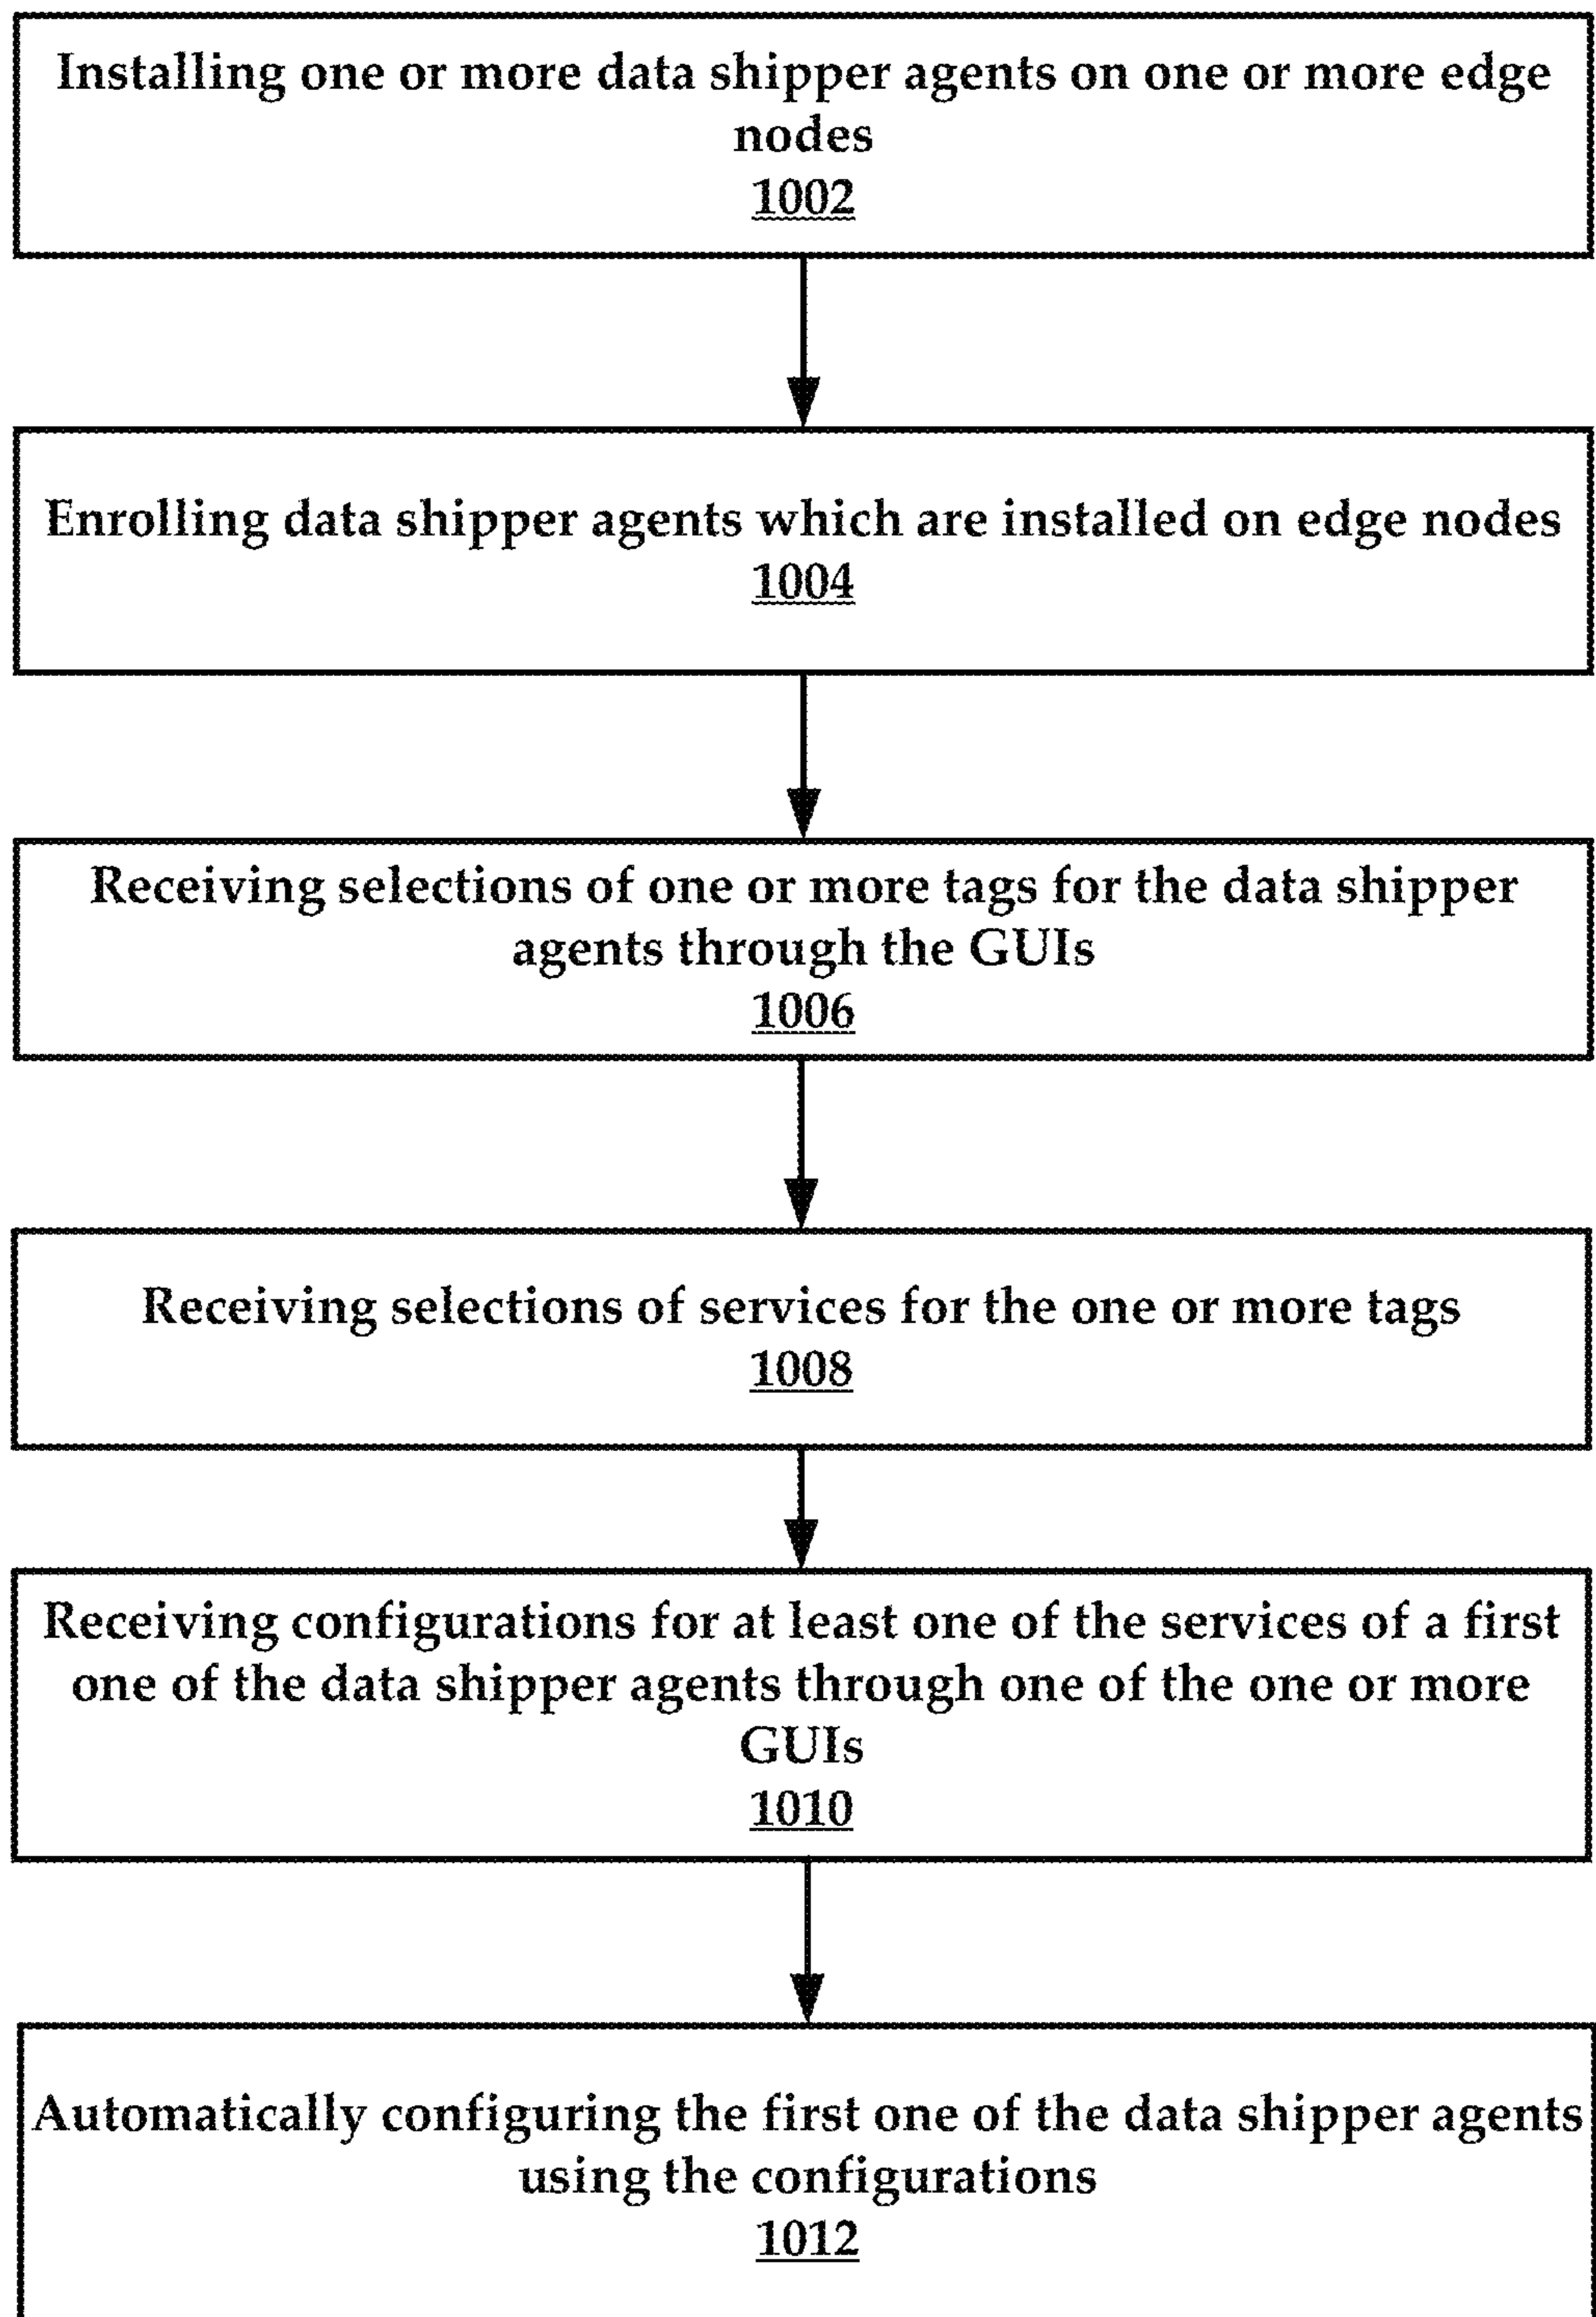 Installing one or more data shipper agents on one or more edge
nodes
1002
Enrolling data shipper agents which are installed on edge nodes
1004
Receiving selections of one or more tags for the data shipper
agents through the GUIs
1006
Receiving selections of services for the one or more tags
1008
Receiving configurations for at least one of the services of a first
one of the data shipper agents through one of the one or more
GUIs
1010
Automatically configuring the first one of the data shipper agents
using the configurations
1012